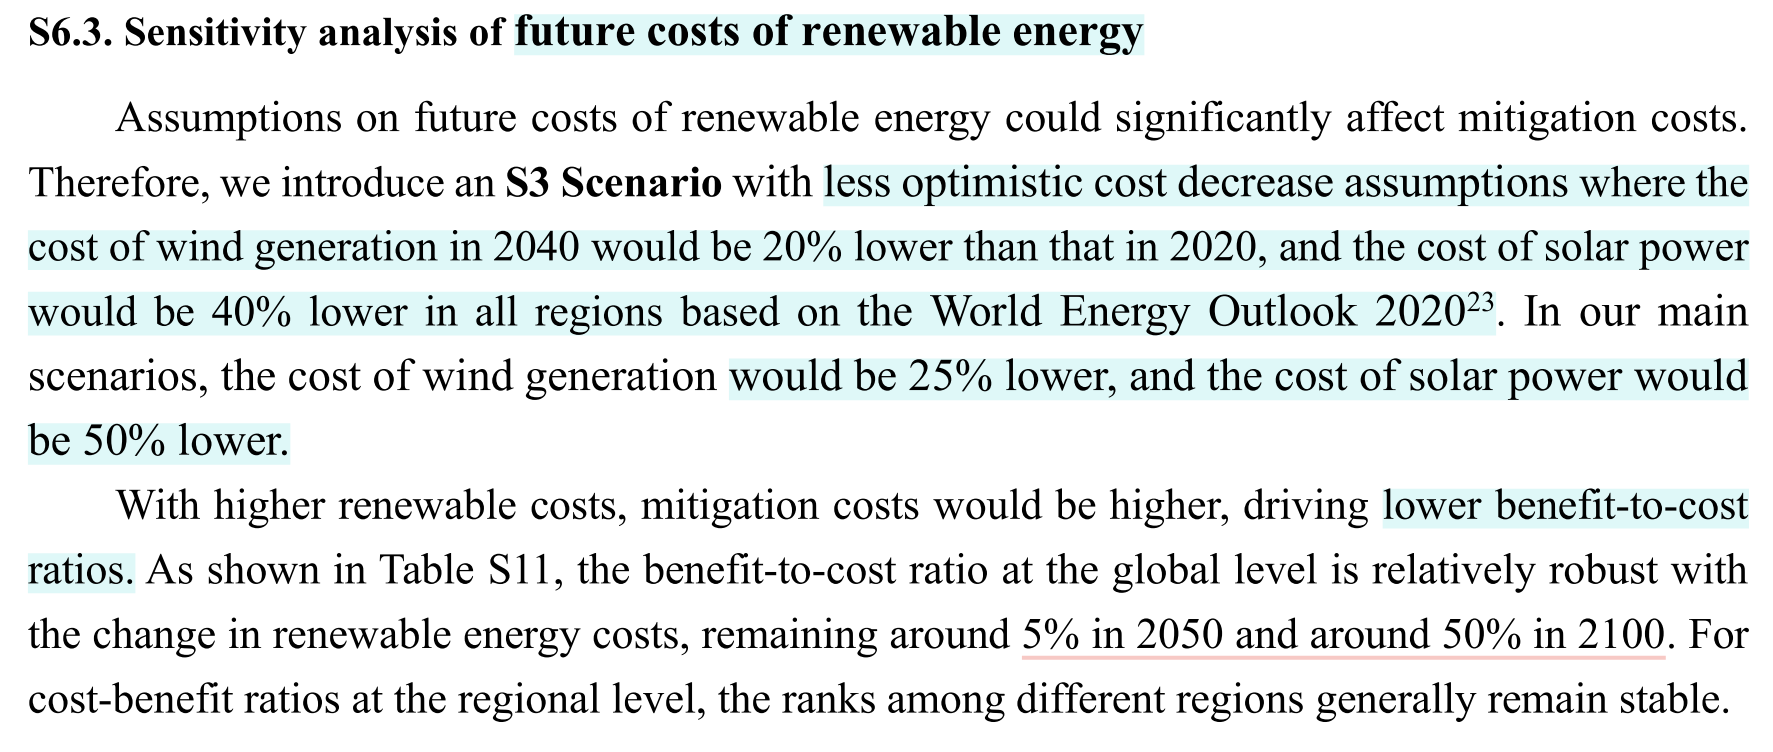 S6.3. Sensitivity analysis of future costs of renewable energy
Assumptions on future costs of renewable energy could significantly affect mitigation costs.
Therefore, we introduce an S3 Scenario with less optimistic cost decrease assumptions where the
cost of wind generation in 2040 would be 20% lower than that in 2020, and the cost of solar power
would be 40% lower in all regions based on the World Energy Outlook 2020²³. In our main
scenarios, the cost of wind generation would be 25% lower, and the cost of solar power would
be 50% lower.
With higher renewable costs, mitigation costs would be higher, driving lower benefit-to-cost
ratios. As shown in Table S11, the benefit-to-cost ratio at the global level is relatively robust with
the change in renewable energy costs, remaining around 5% in 2050 and around 50% in 2100. For
cost-benefit ratios at the regional level, the ranks among different regions generally remain stable.